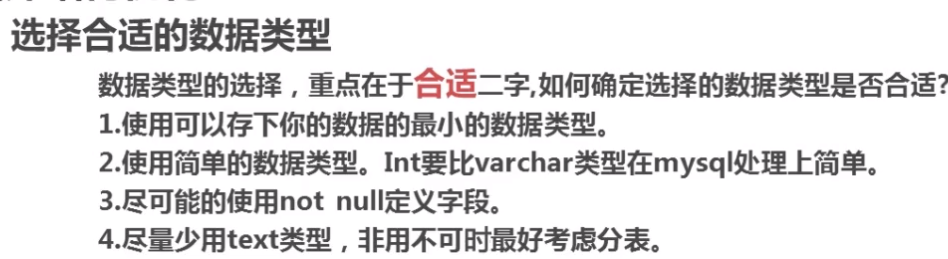 选择合适的数据类型
数据类型的选择，重点在于合适二字,如何确定选择的数据类型是否合适?
1.使用可以存下你的数据的最小的数据类型。
2.使用简单的数据类型。Int要比varchar类型在mysql处理上简单。
3.尽可能的使用not null定义字段。
4.尽量少用text类型，非用不可时最好考虑分表。